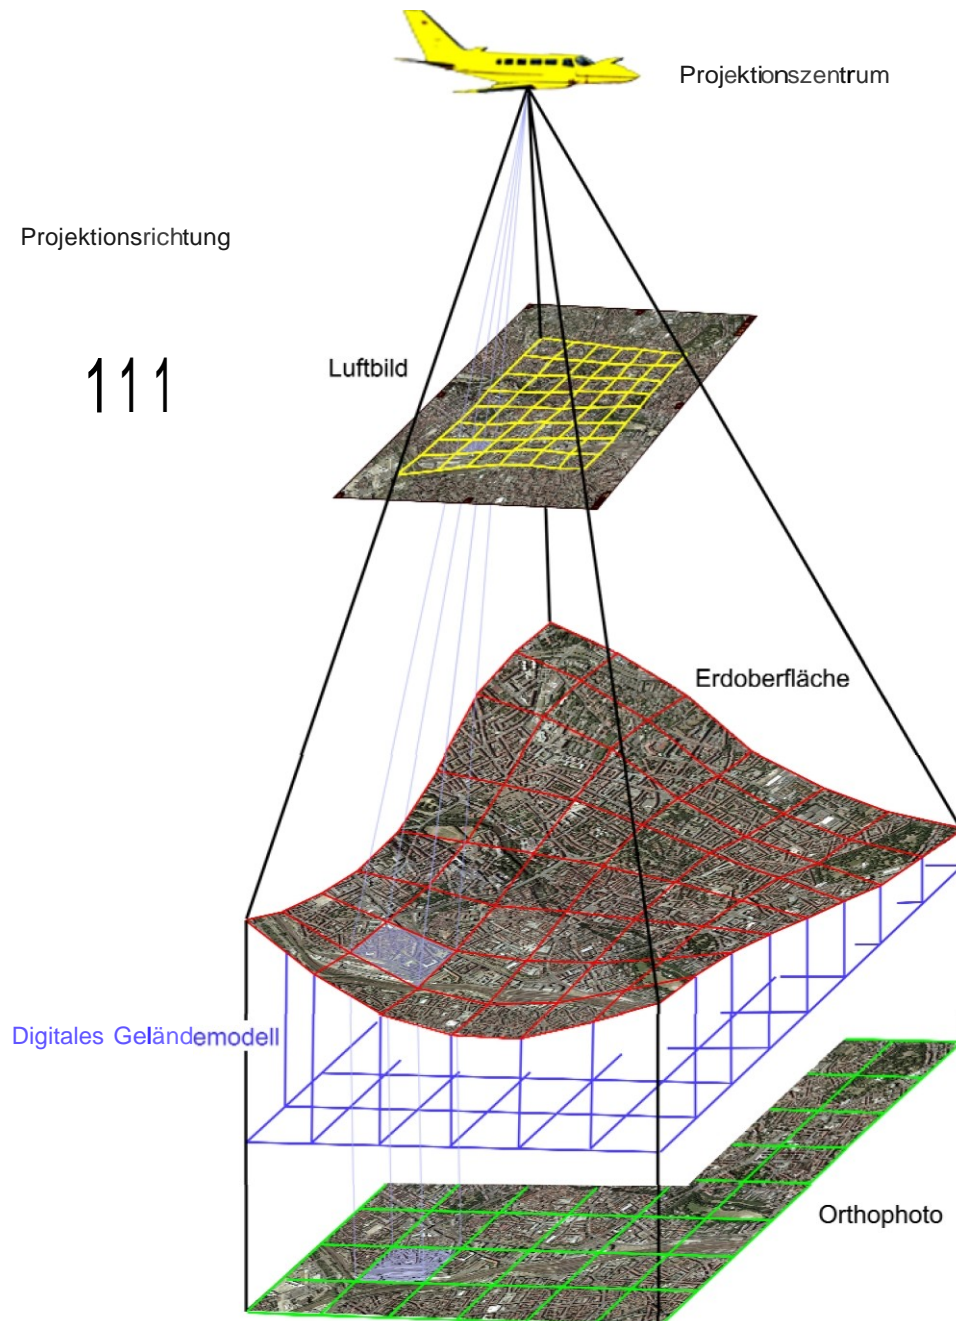 Projektionszentrum
Projektionsrichtung
111
Luftbild
Erdoberfläche
Digitales Geländemodell
Orthophoto